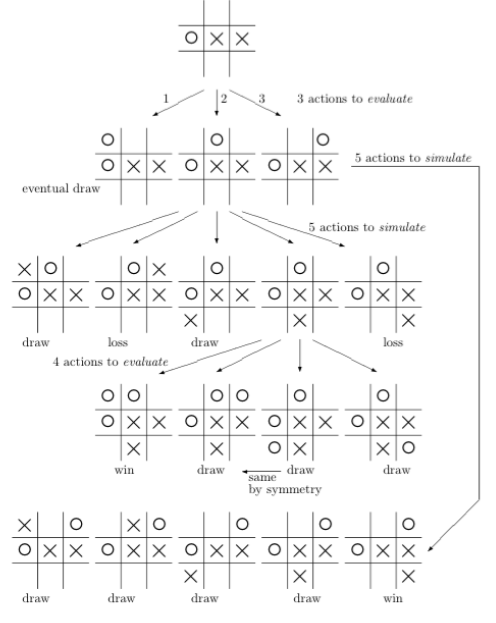 O X X
1 2 3 3 actions to evaluate
O O O
O X X O X X O X X
5 actions to simulate
eventual draw
5 actions to simulate
X O O X O O O
O X X O X X O X X O X X O X X
X X X
draw loss draw loss
4 actions to evaluate
O O O O O O
O X X O X X O X X O X X
X X O X X O
win draw draw draw
same
by symmetry
X O X O O O O
O X X O X X O X X O X X O X X
X X X
draw draw draw draw win